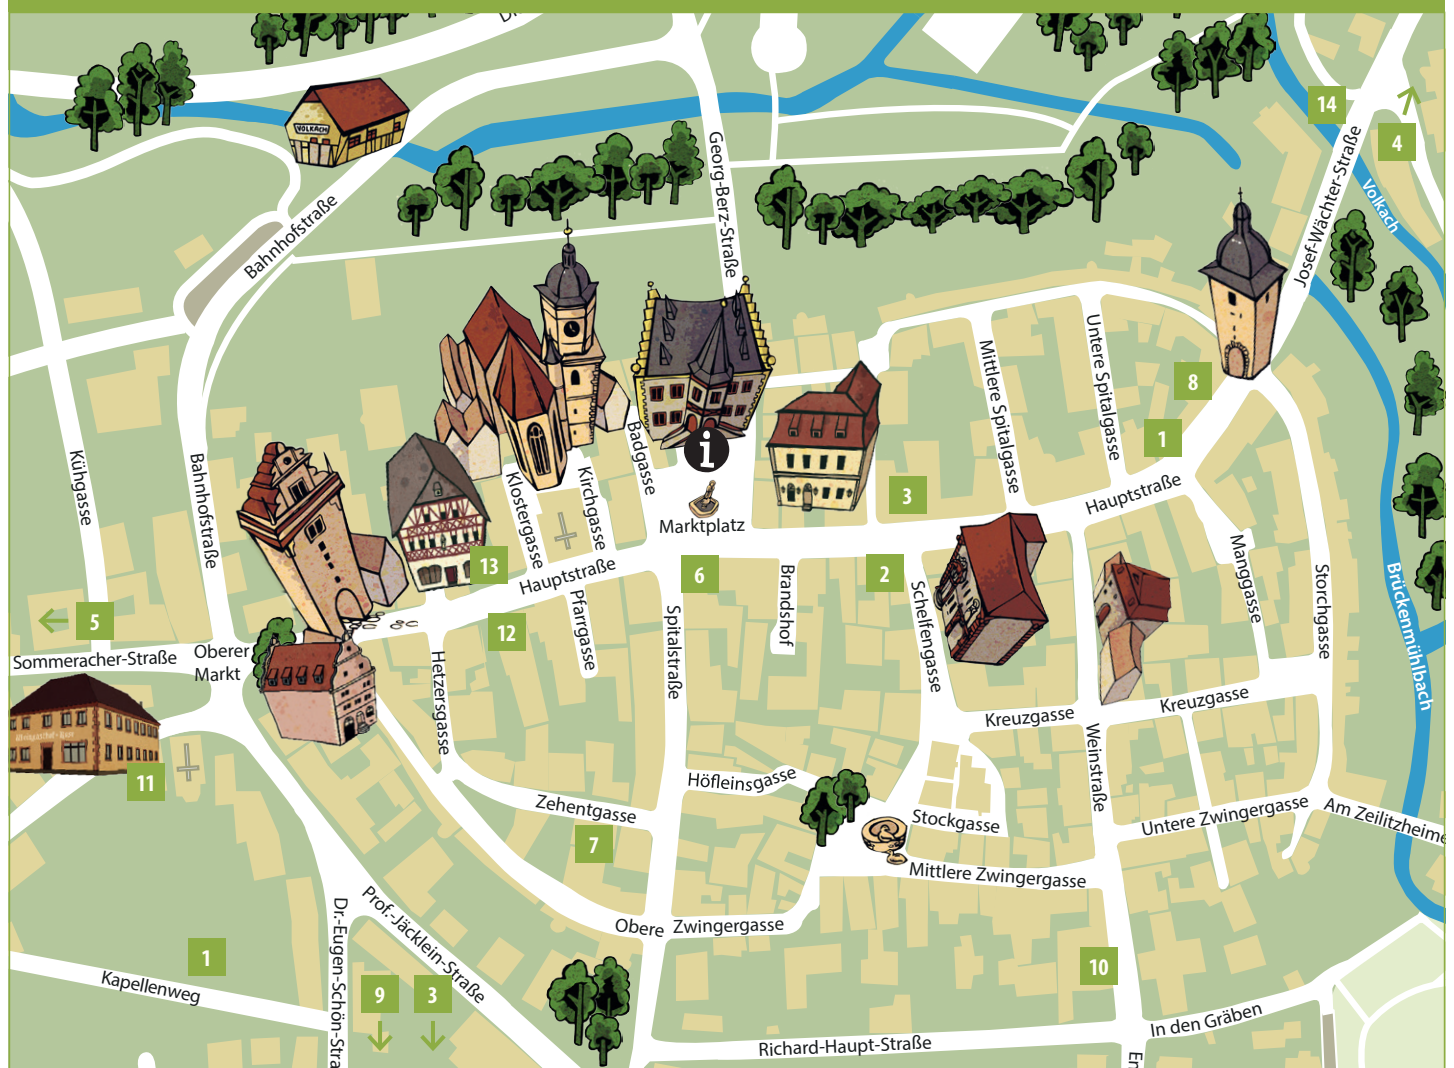 D
14
4
VOLKACH
Georg-Berz-Straße
Josef-Wächter-Straße
Volkach
Bahnhofstraße
Untere Spitalgasse
Mittlere Spitalgasse
8
1
Kühgasse
Bahnhofstraße
Badgasse
i
Klostergasse
Kirchgasse
3
Hauptstraße
Marktplatz
13
Hauptstraße
6
Brandshof
2
Manggasse
Storchgasse
Brückenmühlbach
5
12
Pfarrgasse
Spitalstraße
Schelfengasse
Sommeracher-Straße
Oberer
Markt
Hetzersgasse
Kreuzgasse
Kreuzgasse
11
Weinstraße
Höfleinsgasse
Zehentgasse
Stockgasse
Untere Zwingergasse
Am Zeilitzheime
7
Mittlere Zwingergasse
Prof.-Jäcklein-Straße
Dr.-Eugen-Schön-Stra
Obere Zwingergasse
1
Kapellenweg
9
3
10
In den Gräben
Richard-Haupt-Straße
En